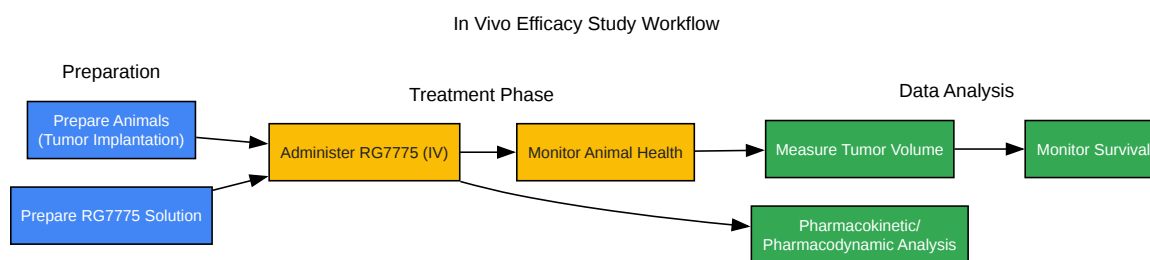 In Vivo Efficacy Study Workflow
Preparation
Prepare Animals
(Tumor Implantation)
Prepare RG7775 Solution
Treatment Phase
Administer RG7775 (IV)
Monitor Animal Health
Data Analysis
Measure Tumor Volume
Monitor Survival
Pharmacokinetic/
Pharmacodynamic Analysis